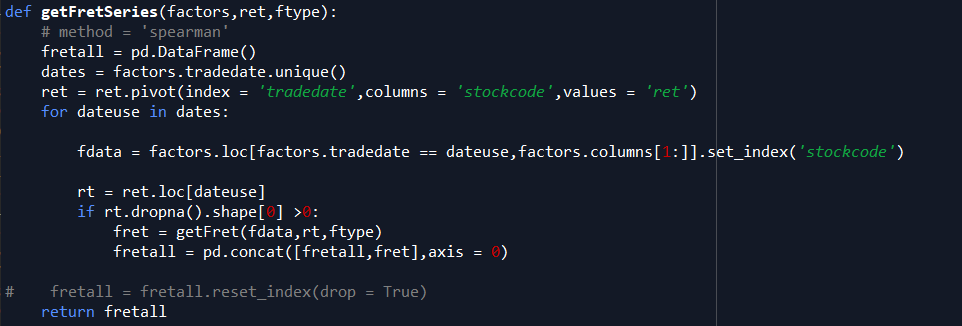 def getFretSeries(factors,ret,ftype):
    # method = 'spearman'
    fretall = pd.DataFrame()
    dates = factors.tradedate.unique()
    ret = ret.pivot(index = 'tradedate',columns = 'stockcode',values = 'ret')
    for dateuse in dates:
        fdata = factors.loc[factors.tradedate == dateuse,factors.columns[1:]].set_index('stockcode')
        rt = ret.loc[dateuse]
        if rt.dropna().shape[0] >0:
            fret = getFret(fdata,rt,ftype)
            fretall = pd.concat([fretall,fret],axis = 0)
#    fretall = fretall.reset_index(drop = True)
    return fretall